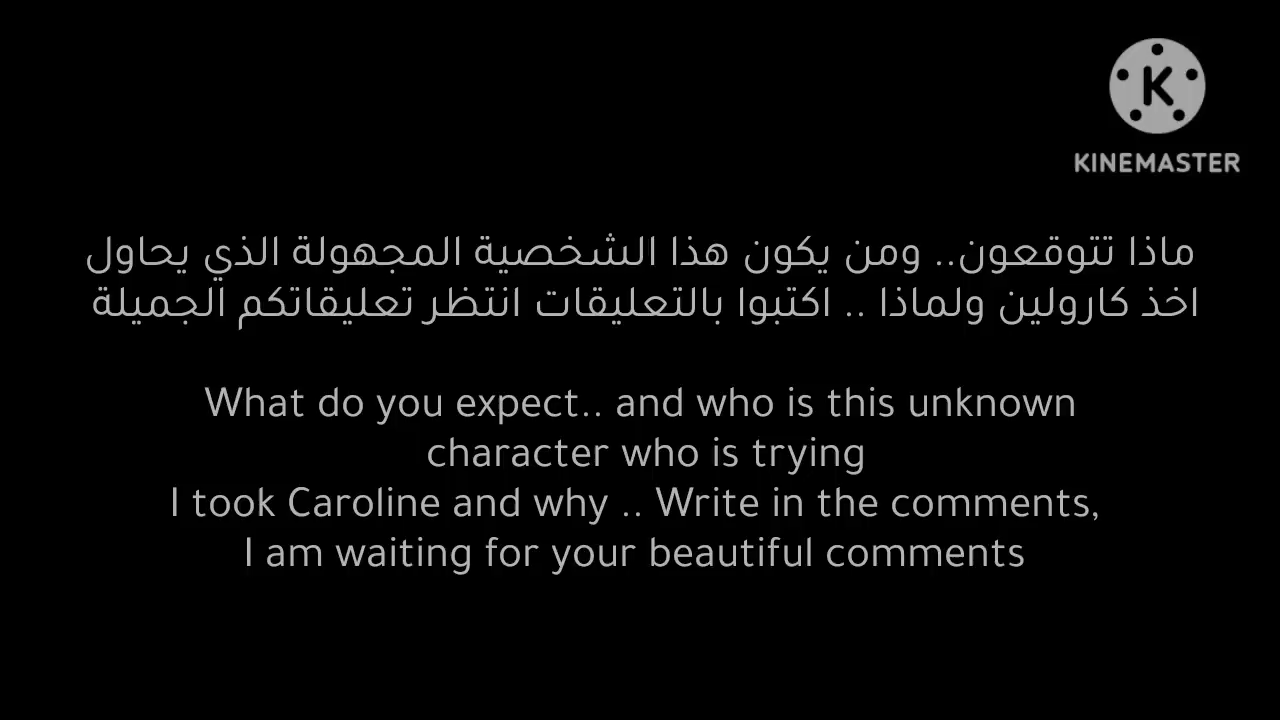 K
KINEMASTER
ماذا تتوقعون.. ومن يكون هذا الشخصية المجهولة الذي يحاول
اخذ كارولين ولماذا .. اكتبوا بالتعليقات انتظر تعليقاتكم الجميلة
What do you expect.. and who is this unknown
character who is trying
I took Caroline and why .. Write in the comments,
I am waiting for your beautiful comments